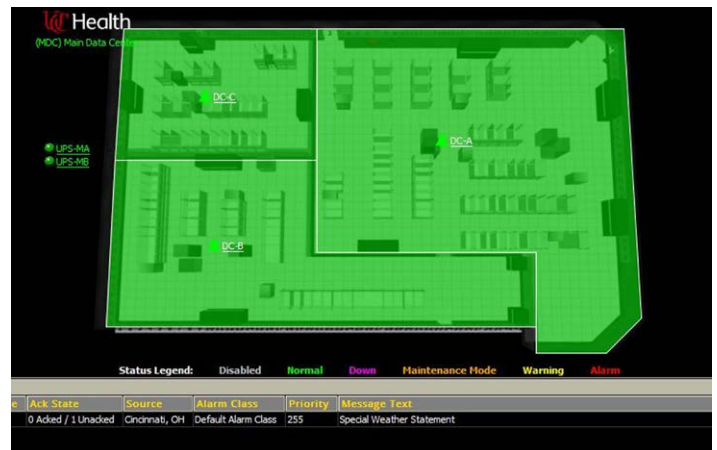 UC Health
(MDC) Main Data Center
DC-C
DC-A
UPS-MA
UPS-MB
DC-B
Status Legend: Disabled Normal Down Maintenance Mode Warning Alarm
e Ack State Source Alarm Class Priority Message Text
0 Acked / 1 Unacked Cincinnati, OH Default Alarm Class 255 Special Weather Statement